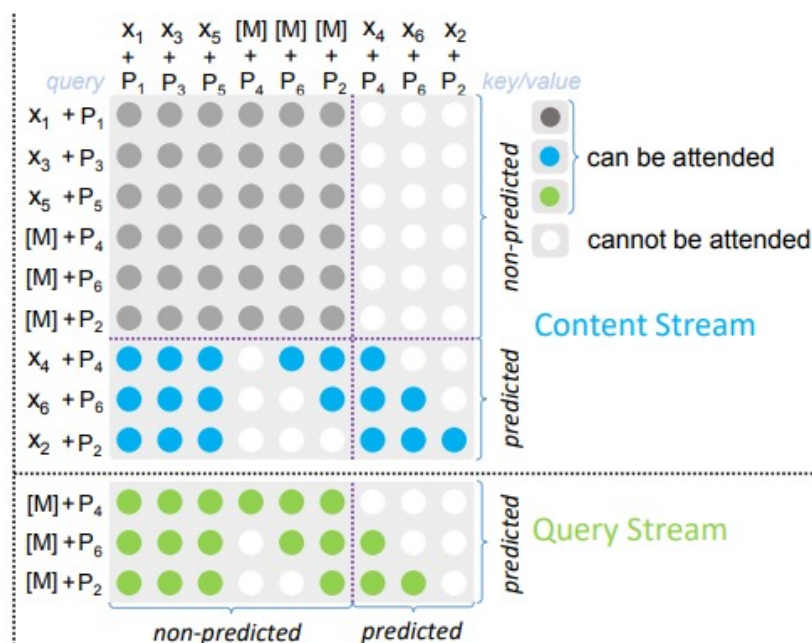 x1 x3 x5 [M] [M] [M] x4 x6 x2
+ + + + + + + + +
query P1 P3 P5 P4 P6 P2 P4 P6 P2 key/value
x1 + P1
x3 + P3
x5 + P5
[M] + P4
[M] + P6
[M] + P2
x4 + P4
x6 + P6
x2 + P2
non-predicted
predicted
can be attended
cannot be attended
Content Stream
[M] + P4
[M] + P6
[M] + P2
predicted
Query Stream
non-predicted predicted